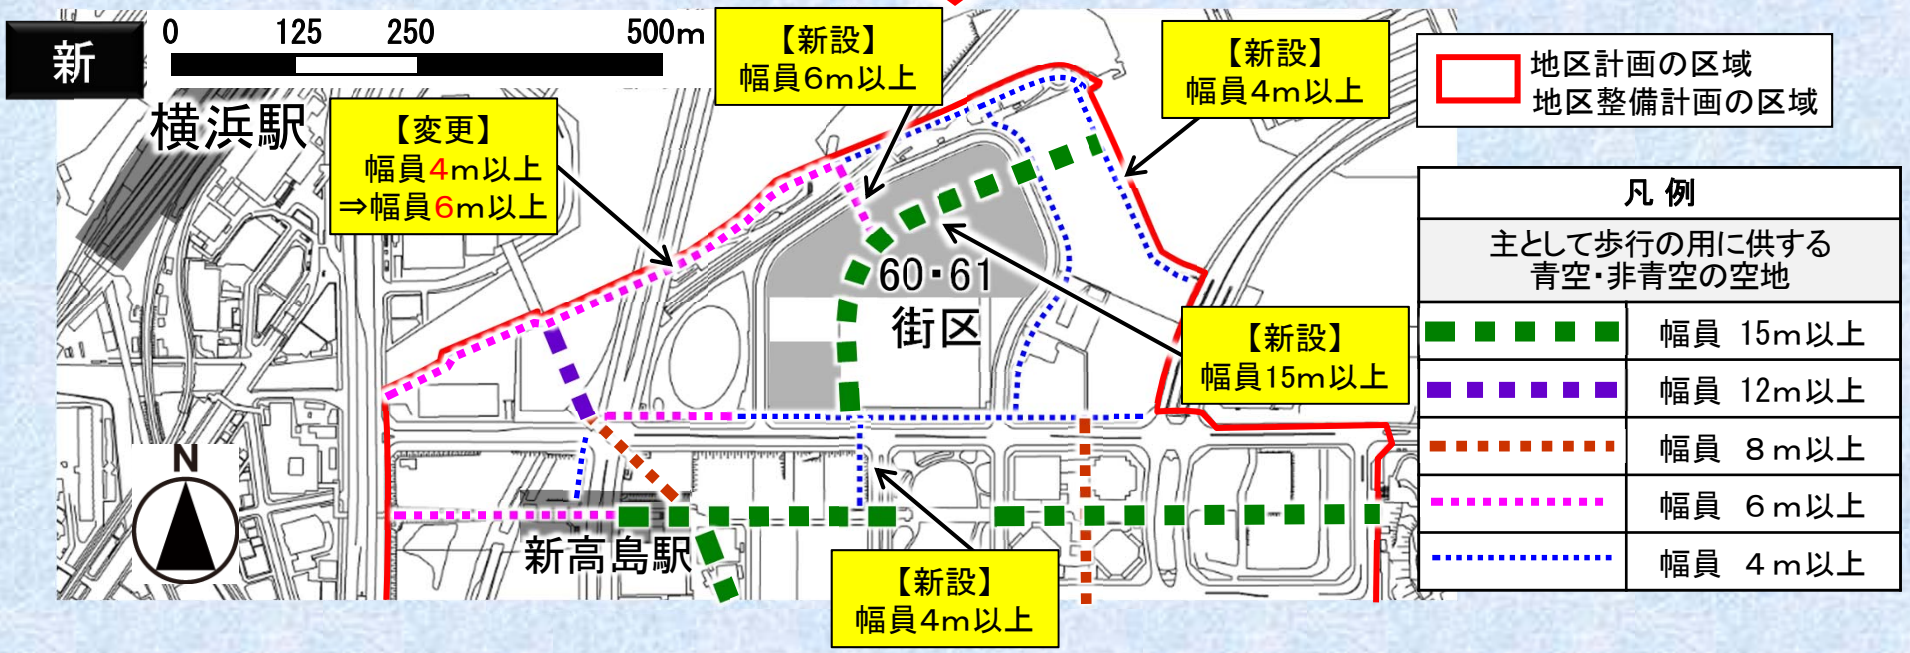 新
0 125 250 500m
横浜駅
【変更】
幅員4m以上
⇒幅員6m以上
【新設】
幅員6m以上
【新設】
幅員4m以上
60・61
街区
【新設】
幅員15m以上
N
新高島駅
【新設】
幅員4m以上
地区計画の区域
地区整備計画の区域
凡 例
主として歩行の用に供する
青空・非青空の空地
幅員 15m以上
幅員 12m以上
幅員 8m以上
幅員 6m以上
幅員 4m以上